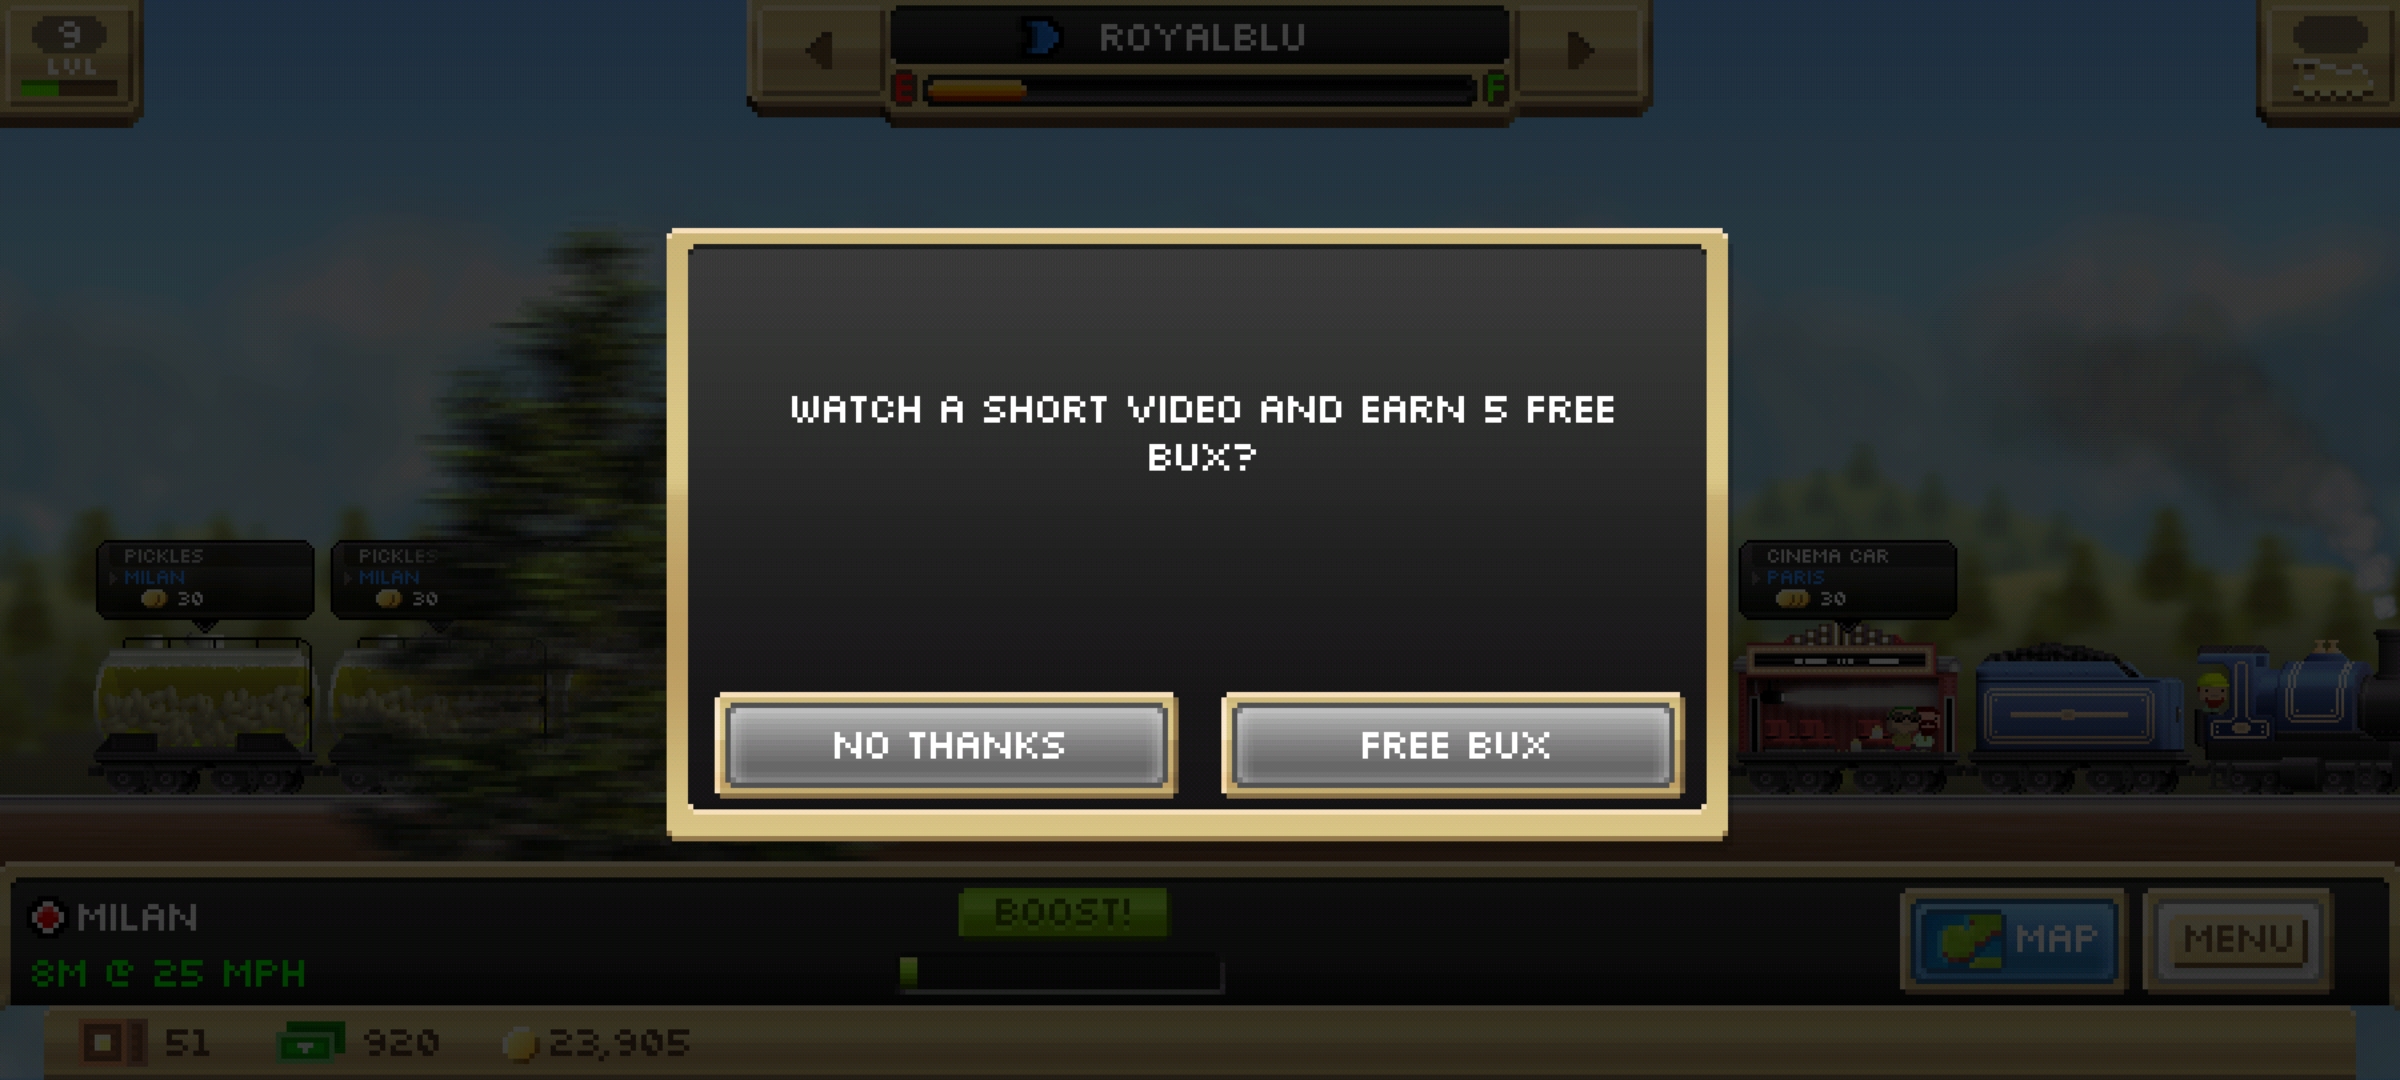 9
LVL
ROYALBLU
E
F
WATCH A SHORT VIDEO AND EARN 5 FREE
BUX?
PICKLES
MILAN
30
PICKLES
MILAN
30
CINEMA CAR
PARIS
30
NO THANKS
FREE BUX
MILAN
8M @ 25 MPH
BOOST!
MAP
MENU
51
920
23,905